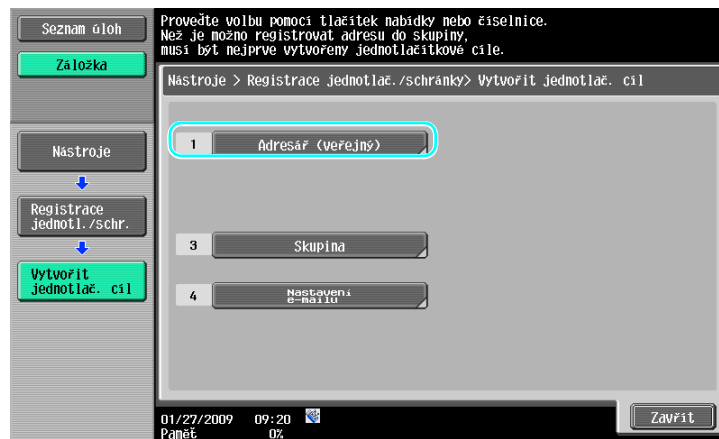 Seznam úloh
Záložka
Nástroje
Registrace
jednotl./schr.
Vytvořit
jednotlač. cíl
Proveďte volbu pomocí tlačítek nabídky nebo číselnice.
Než je možno registrovat adresu do skupiny,
musí být nejprve vytvořeny jednotlačítkové cíle.
Nástroje > Registrace jednotlač./schránky> Vytvořit jednotlač. cíl
1 Adresář (veřejný)
3 Skupina
4 Nastavení
e-mailu
01/27/2009 09:20
Paměť 0%
Zavřít